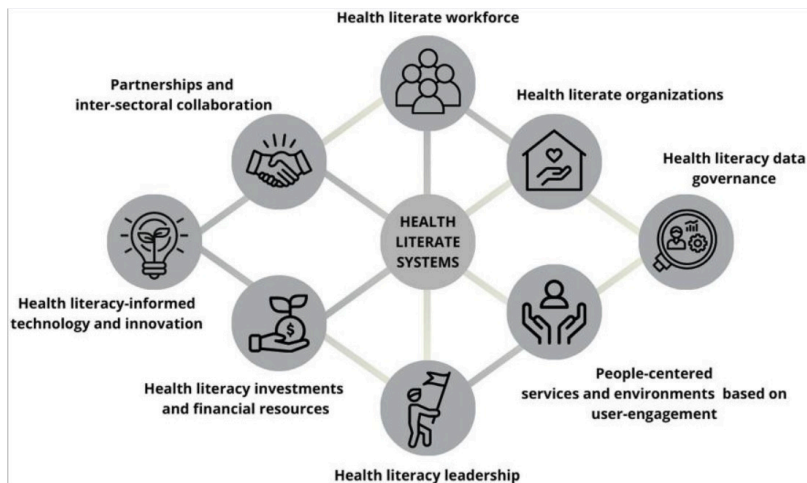 Health literate workforce
Partnerships and
inter-sectoral collaboration
Health literate organizations
Health literacy data
governance
HEALTH
LITERATE
SYSTEMS
Health literacy-informed
technology and innovation
$
Health literacy investments
and financial resources
People-centered
services and environments based on
user-engagement
Health literacy leadership